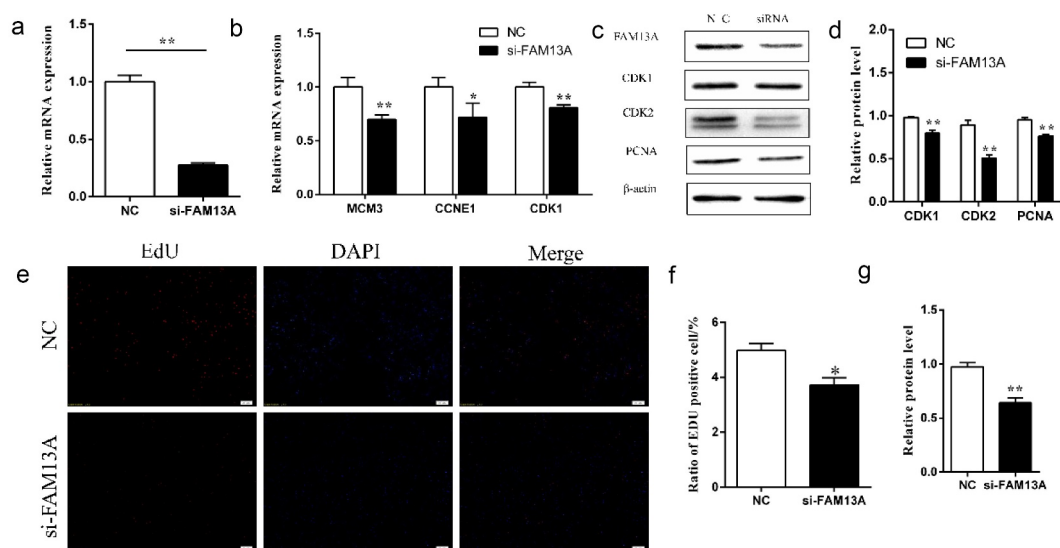 a
Relative mRNA expression
1.5
1.0
0.5
0.0
**
NC
si-FAM13A
b
Relative mRNA expression
1.5
1.0
0.5
0.0
NC
si-FAM13A
**
*
**
MCM3
CCNE1
CDK1
c
N C
siRNA
FAM13A
CDK1
CDK2
PCNA
β-actin
d
Relative protein level
2.0
1.5
1.0
0.5
0.0
NC
si-FAM13A
**
**
**
CDK1
CDK2
PCNA
e
EdU
DAPI
Merge
NC
si-FAM13A
f
Ratio of EDU positive cell/%
8
6
4
2
0
*
NC
si-FAM13A
g
Relative protein level
1.5
1.0
0.5
0.0
**
NC
si-FAM13A